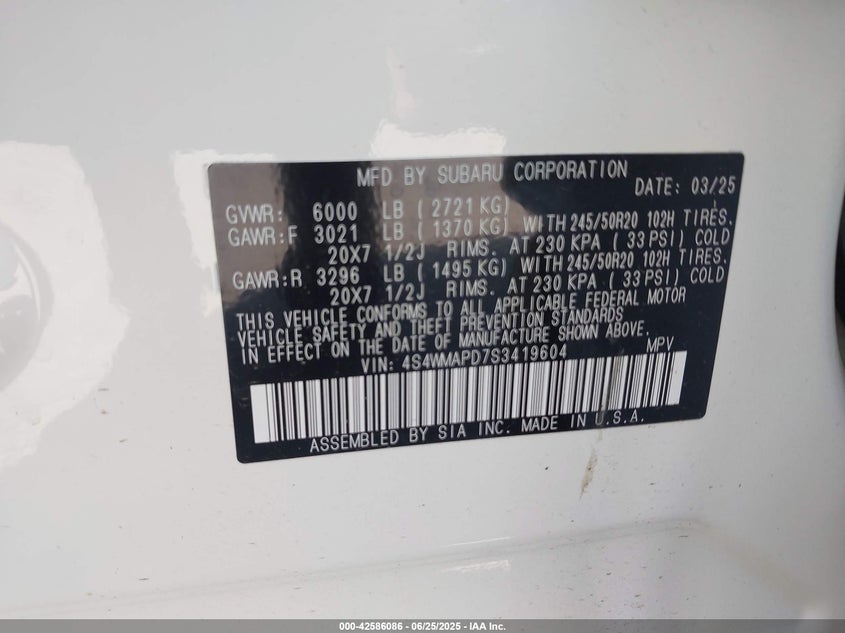 MFD BY SUBARU CORPORATION
DATE: 03/25
GVWR: 6000 LB ( 2721 KG)
GAWR:F 3021 LB ( 1370 KG) WITH 245/50R20 102H TIRES.
20X7 1/2J RIMS. AT 230 KPA ( 33 PSI) COLD
GAWR:R 3296 LB ( 1495 KG) WITH 245/50R20 102H TIRES.
20X7 1/2J RIMS. AT 230 KPA ( 33 PSI) COLD
THIS VEHICLE CONFORMS TO ALL APPLICABLE FEDERAL MOTOR
VEHICLE SAFETY AND THEFT PREVENTION STANDARDS
IN EFFECT ON THE DATE OF MANUFACTURE SHOWN ABOVE.
VIN: 4S4WMAPD7S3419604 MPV
ASSEMBLED BY SIA INC. MADE IN U.S.A.
000-42586086 - 06/25/2025 - IAA Inc.